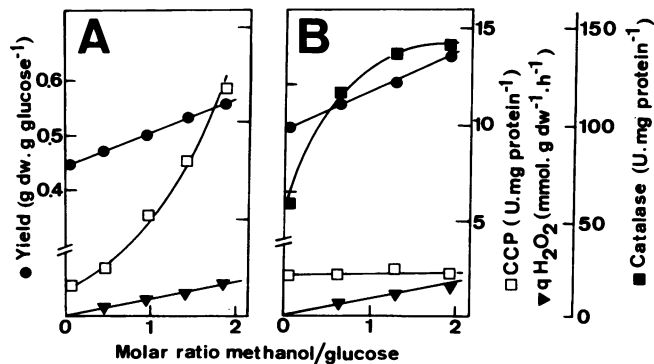 A
B
0,6
0,5
0,4
● Yield (g dw. g glucose⁻¹)
0
1
2
0
1
2
Molar ratio methanol/glucose
15
10
5
□ CCP (U.mg protein⁻¹)
▼ qH₂O₂ (mmol. g dw⁻¹.h⁻¹)
150
100
50
0
■ Catalase (U.mg protein⁻¹)